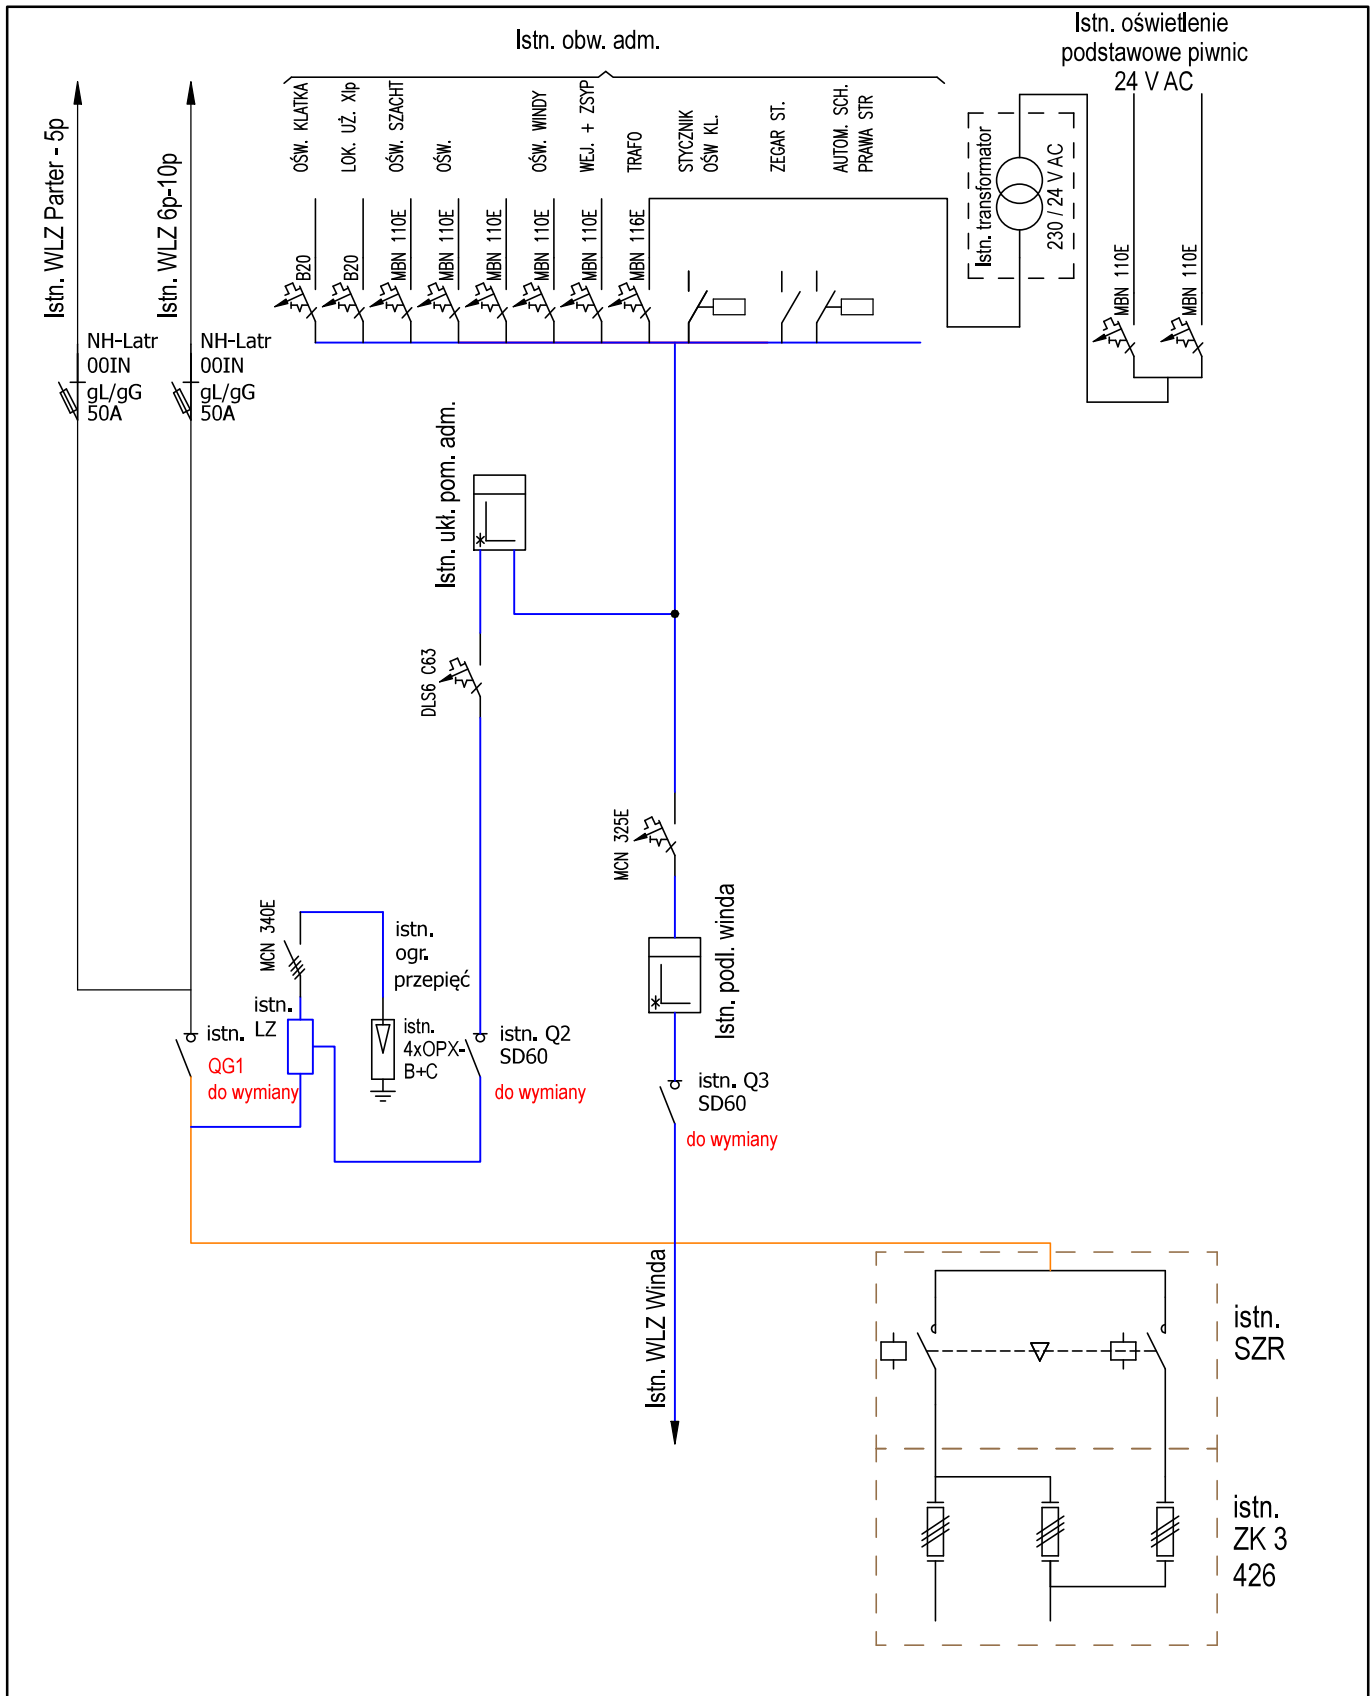 Istn. obw. adm.
Istn. oświetlenie
podstawowe piwnic
24 V AC
Istn. WLZ Parter - 5p
Istn. WLZ 6p-10p
OŚW. KLATKA
LOK. UŻ. XIp
OŚW. SZACHT
OŚW.
OŚW. WINDY
WEJ. + ZSYP
TRAFO
STYCZNIK
OŚW KL.
ZEGAR ST.
AUTOM. SCH.
PRAWA STR
Istn. transformator
230 / 24 V AC
B20
B20
MBN 110E
MBN 110E
MBN 110E
MBN 110E
MBN 110E
MBN 116E
MBN 110E
MBN 110E
NH-Latr
00IN
gL/gG
50A
NH-Latr
00IN
gL/gG
50A
Istn. ukł. pom. adm.
DLS6 C63
MCN 325E
Istn. podl. winda
MCN 340E
istn.
ogr.
przepięć
istn.
LZ
istn.
QG1
do wymiany
istn.
4xOPX-
B+C
istn. Q2
SD60
do wymiany
istn. Q3
SD60
do wymiany
Istn. WLZ Winda
istn.
SZR
istn.
ZK 3
426